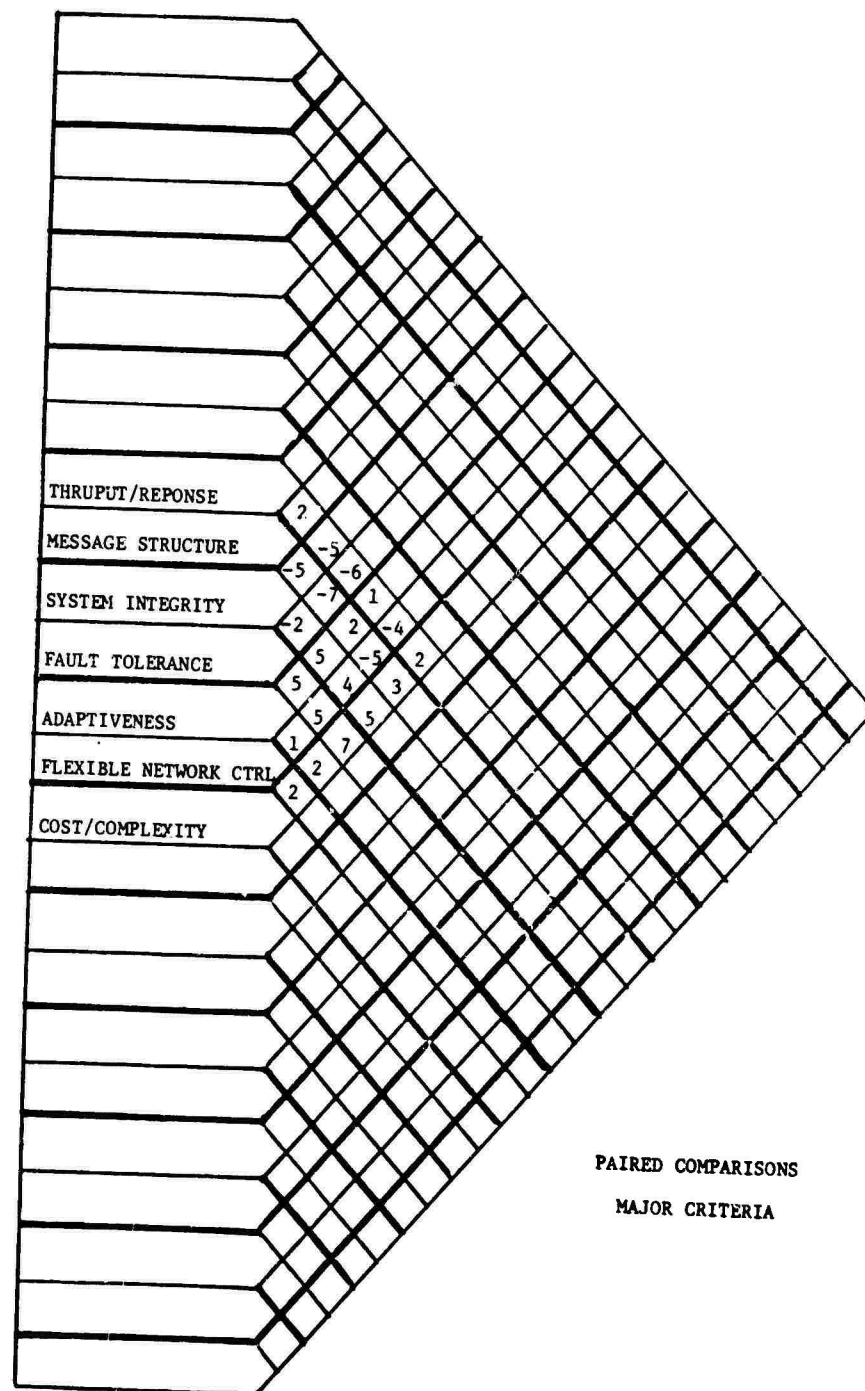 THRUPUT/REPONSE
2
MESSAGE STRUCTURE
-5
-5
-6
SYSTEM INTEGRITY
-7
1
-2
2
-4
FAULT TOLERANCE
5
-5
2
5
4
3
ADAPTIVENESS
5
5
1
7
FLEXIBLE NETWORK CTRL
2
2
COST/COMPLEXITY
PAIRED COMPARISONS
MAJOR CRITERIA